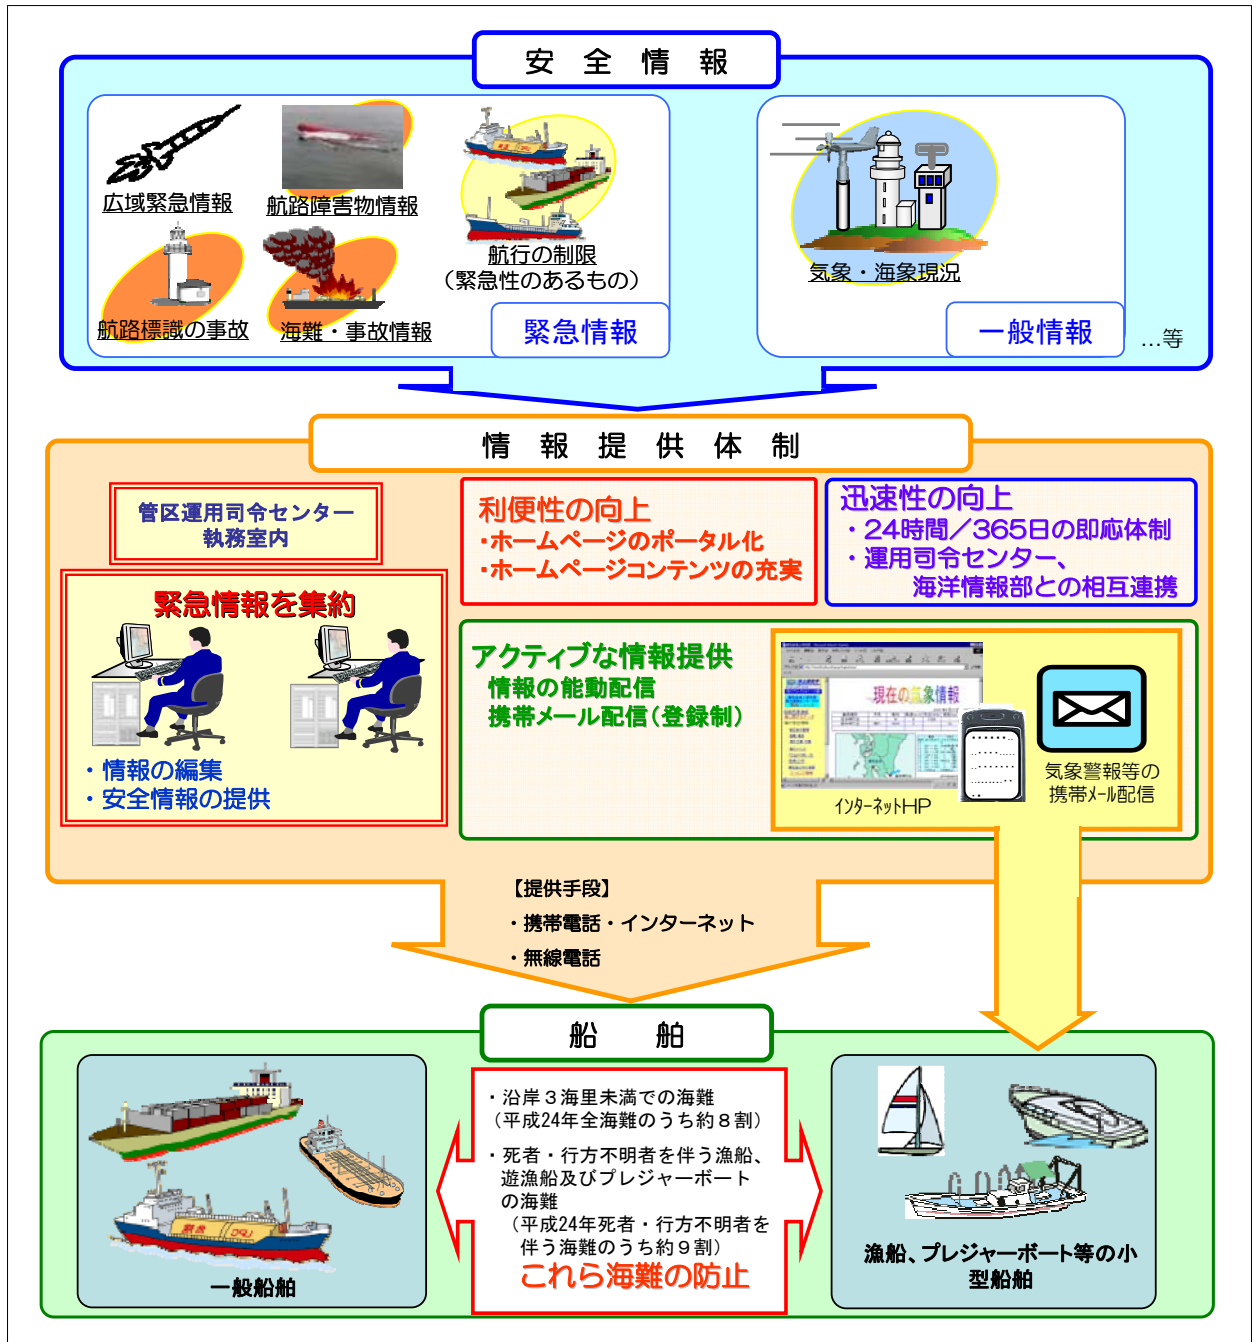 安 全 情 報
広域緊急情報
航路障害物情報
航行の制限
（緊急性のあるもの）
航路標識の事故
海難・事故情報
緊急情報
気象・海象現況
一般情報
…等
情 報 提 供 体 制
管区運用司令センター
執務室内
緊急情報を集約
・情報の編集
・安全情報の提供
利便性の向上
・ホームページのポータル化
・ホームページコンテンツの充実
迅速性の向上
・24時間／365日の即応体制
・運用司令センター、
海洋情報部との相互連携
アクティブな情報提供
情報の能動配信
携帯メール配信（登録制）
現在の気象情報
インターネットHP
気象警報等の
携帯メール配信
【提供手段】
・携帯電話・インターネット
・無線電話
船 舶
一般船舶
・沿岸３海里未満での海難
（平成24年全海難のうち約８割）
・死者・行方不明者を伴う漁船、
遊漁船及びプレジャーボート
の海難
（平成24年死者・行方不明者を
伴う海難のうち約９割）
これら海難の防止
漁船、プレジャーボート等の小
型船舶